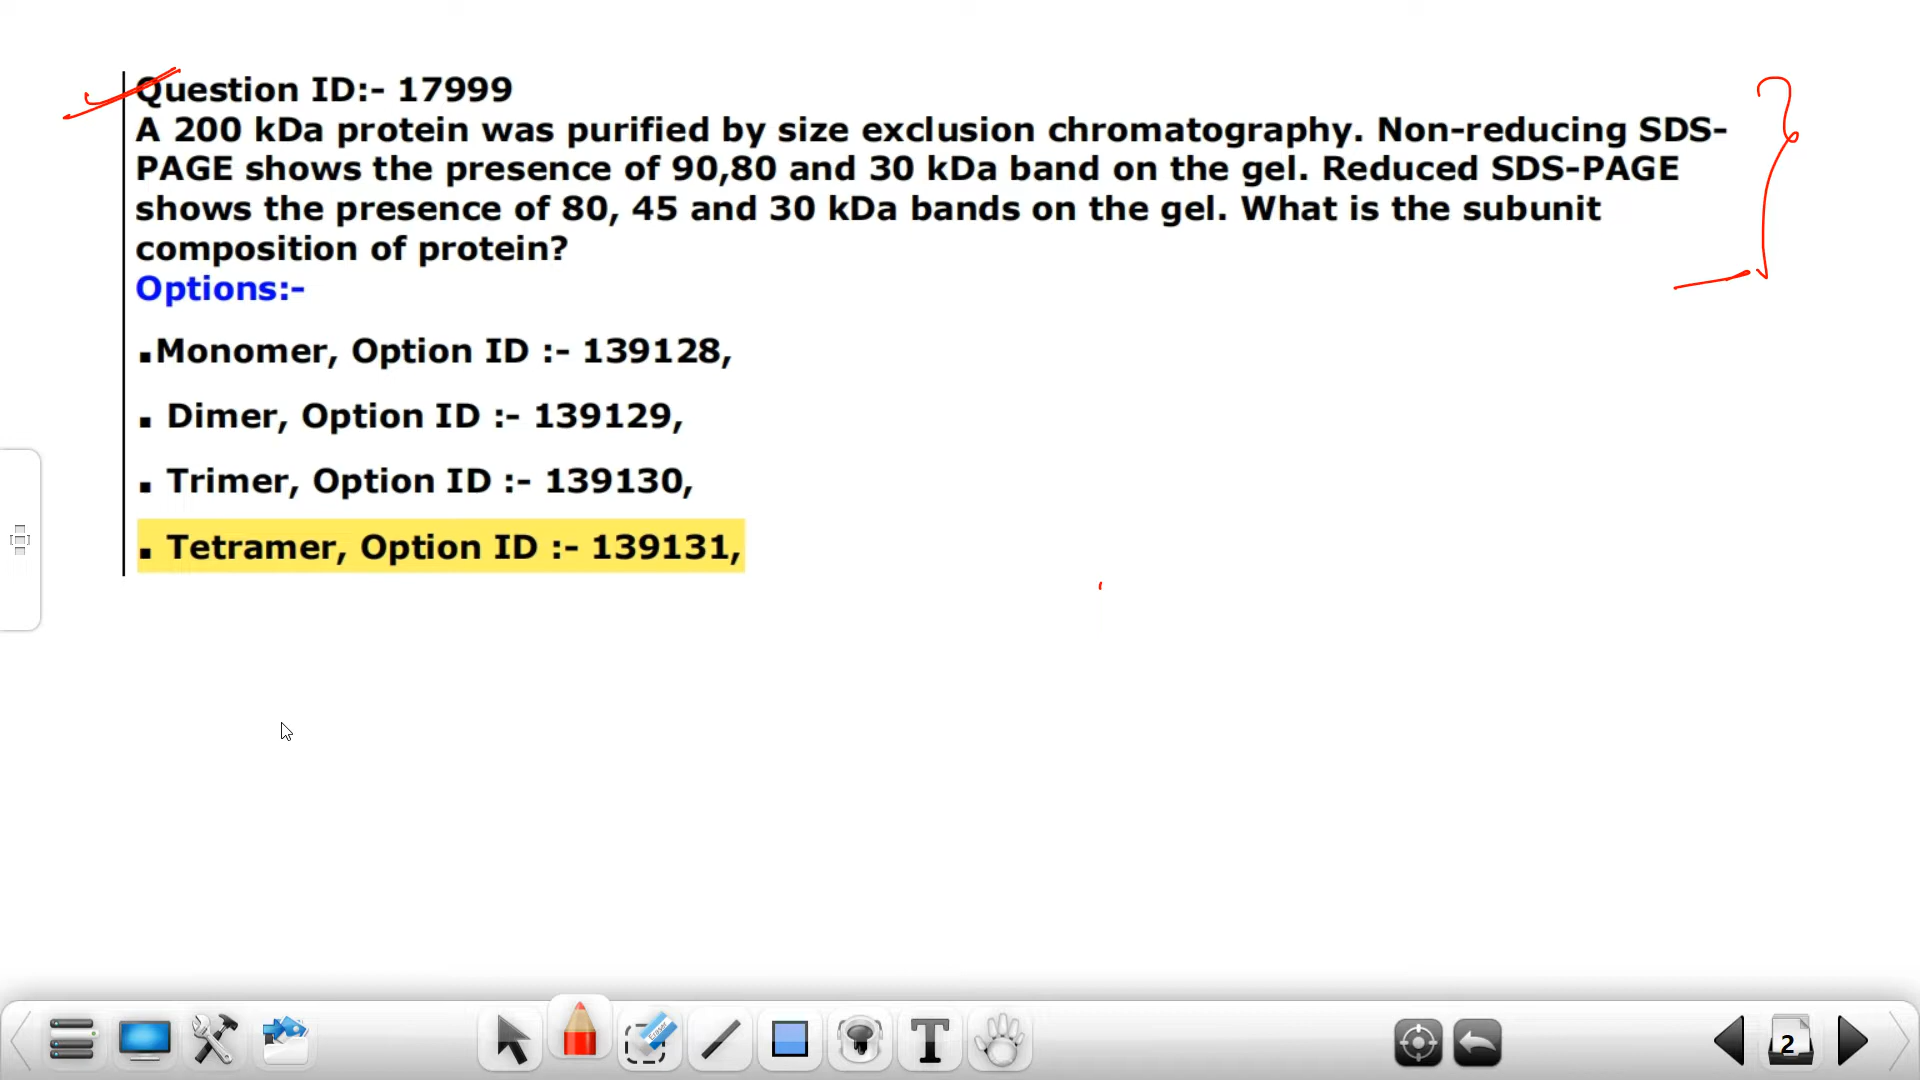 Question ID:- 17999
A 200 kDa protein was purified by size exclusion chromatography. Non-reducing SDS-
PAGE shows the presence of 90,80 and 30 kDa band on the gel. Reduced SDS-PAGE
shows the presence of 80, 45 and 30 kDa bands on the gel. What is the subunit
composition of protein?
Options:-
▪Monomer, Option ID :- 139128,
▪ Dimer, Option ID :- 139129,
▪ Trimer, Option ID :- 139130,
▪ Tetramer, Option ID :- 139131,
Eraser
T
2